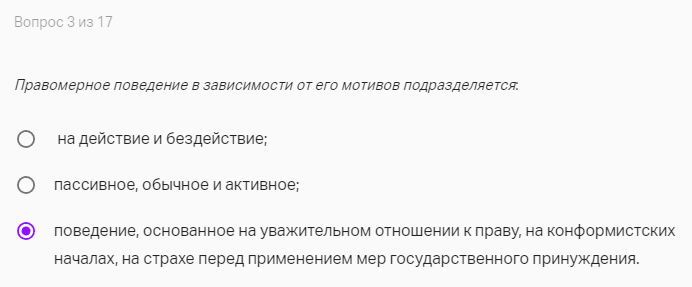 Вопрос 3 из 17
Правомерное поведение в зависимости от его мотивов подразделяется:
на действие и бездействие;
пассивное, обычное и активное;
поведение, основанное на уважительном отношении к праву, на конформистских
началах, на страхе перед применением мер государственного принуждения.